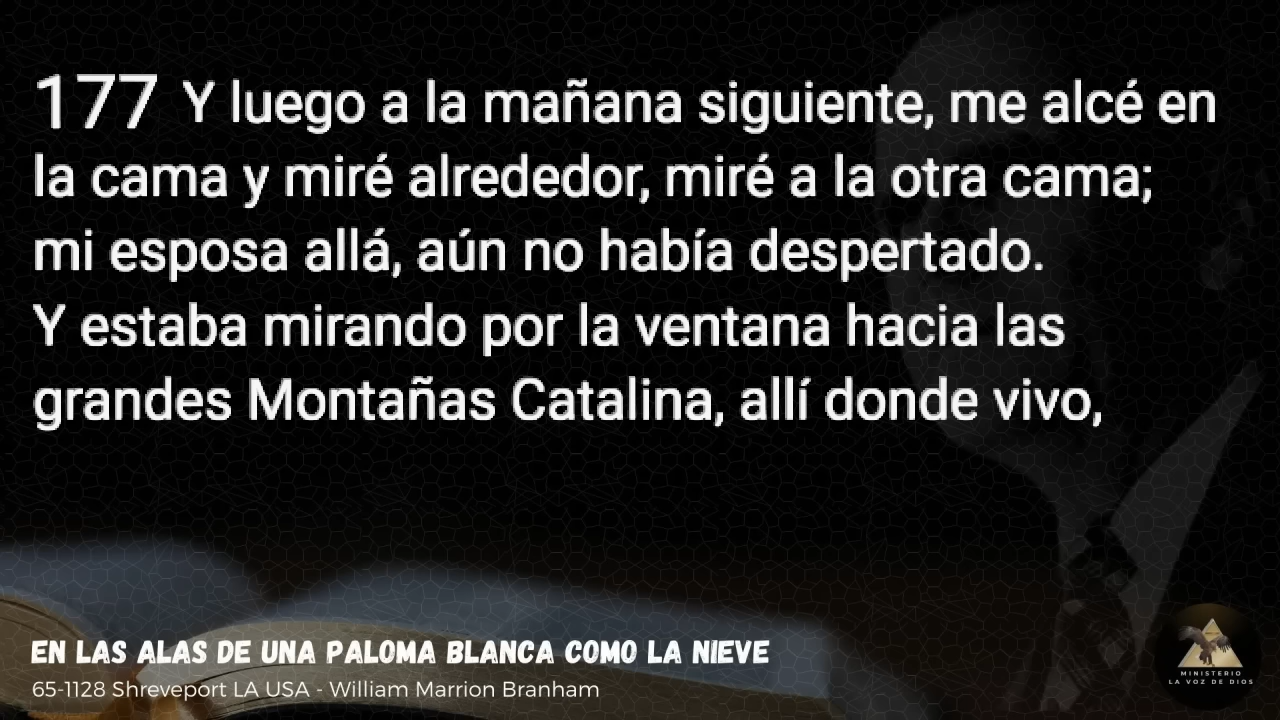 177 Y luego a la mañana siguiente, me alcé en
la cama y miré alrededor, miré a la otra cama;
mi esposa allá, aún no había despertado.
Y estaba mirando por la ventana hacia las
grandes Montañas Catalina, allí donde vivo,
EN LAS ALAS DE UNA PALOMA BLANCA COMO LA NIEVE
65-1128 Shreveport LA USA - William Marrion Branham
MINISTERIO
LA VOZ DE DIOS